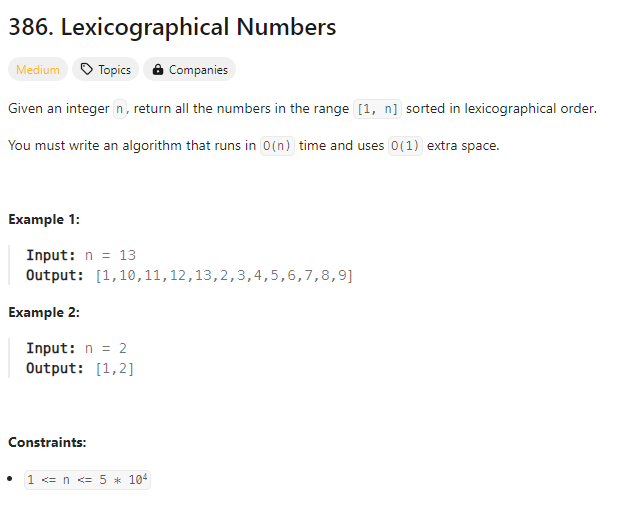 386. Lexicographical Numbers
Medium Topics Companies
Given an integer n, return all the numbers in the range [1, n] sorted in lexicographical order.
You must write an algorithm that runs in O(n) time and uses O(1) extra space.
Example 1:
Input: n = 13
Output: [1,10,11,12,13,2,3,4,5,6,7,8,9]
Example 2:
Input: n = 2
Output: [1,2]
Constraints:
• 1 <= n <= 5 * 10⁴